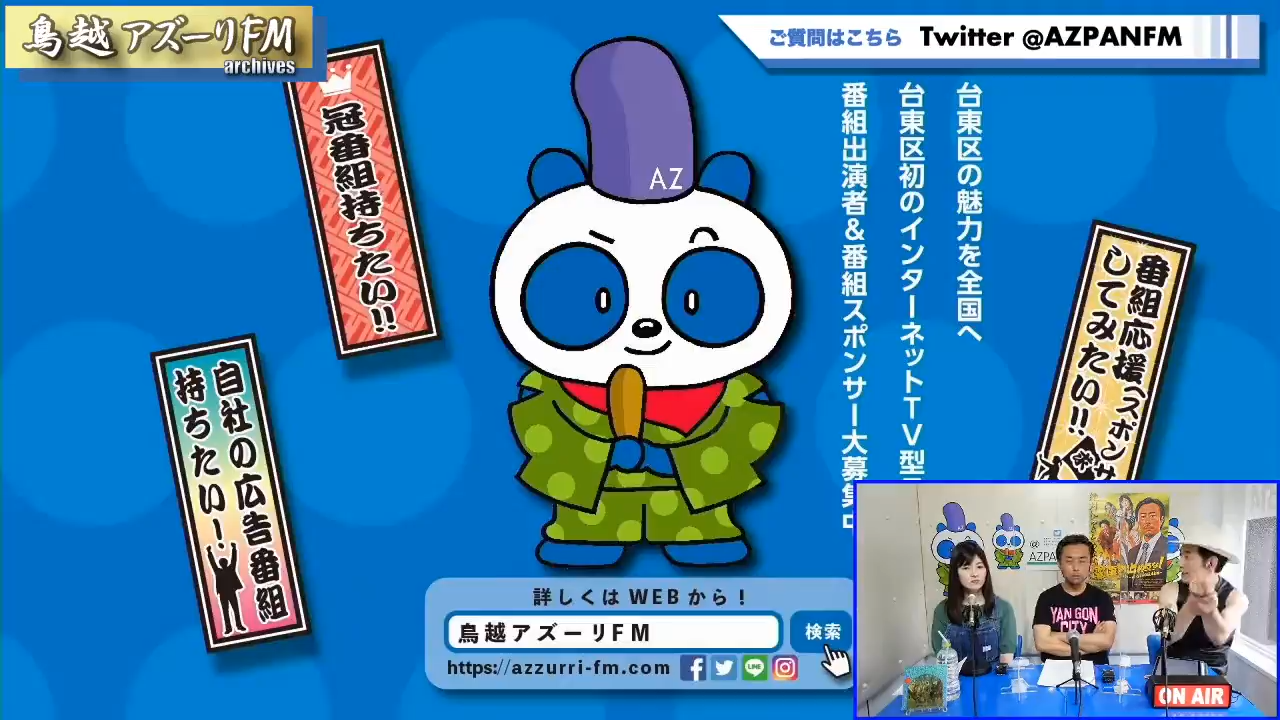 鳥越アズーリFM
archives
ご質問はこちら Twitter @AZPANFM
冠番組持ちたい!!
AZ
台東区の魅力を全国へ
台東区初のインターネットTV型
番組出演者&番組スポンサー大募集中
番組応援へスポンサ
してみたい!!
自社の広告番組
持ちたい!
詳しくはWEBから!
鳥越アズーリFM
検索
https://azzurri-fm.com
LINE
@
AZPAN
YANGON
CITY
ON AIR